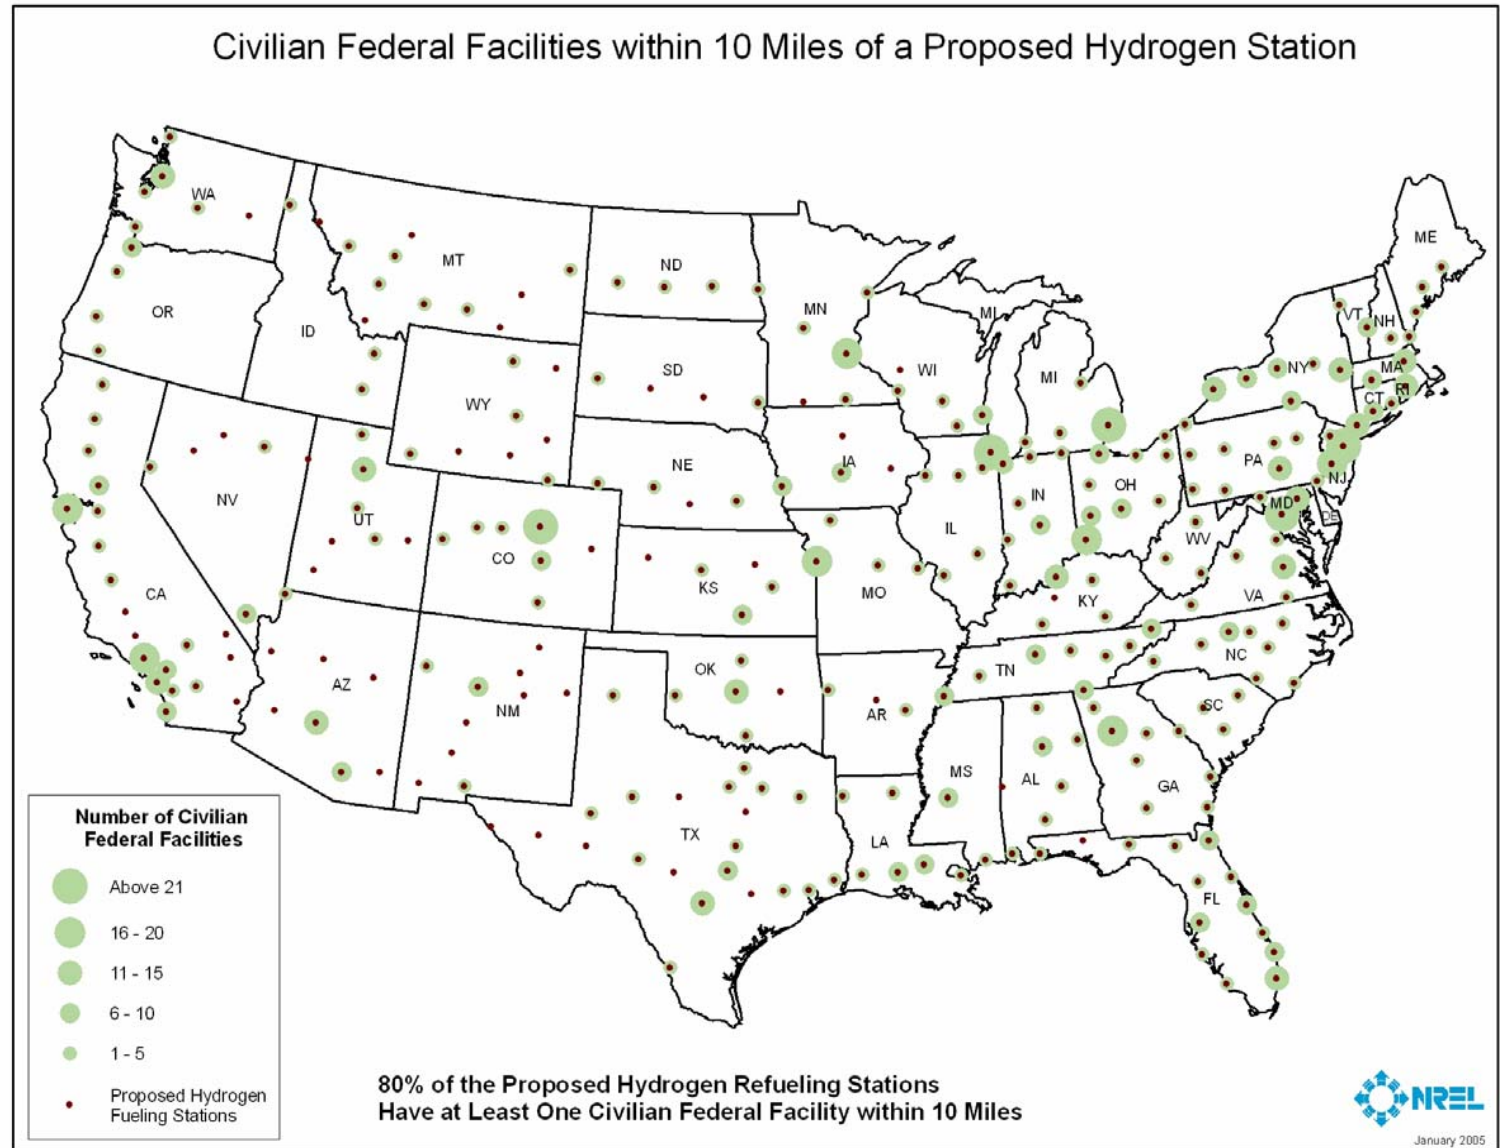 Civilian Federal Facilities within 10 Miles of a Proposed Hydrogen Station
WA
MT
ND
MN
MI
ME
OR
ID
SD
WI
MI
NY
VT
NH
MA
RI
CT
WY
NE
IA
PA
NJ
NV
UT
CO
IL
IN
OH
MD
DE
WV
CA
KS
MO
KY
VA
AZ
NM
OK
AR
TN
NC
SC
TX
MS
AL
GA
LA
FL
Number of Civilian
Federal Facilities
Above 21
16 - 20
11 - 15
6 - 10
1 - 5
Proposed Hydrogen
Fueling Stations
80% of the Proposed Hydrogen Refueling Stations
Have at Least One Civilian Federal Facility within 10 Miles
NREL
January 2005